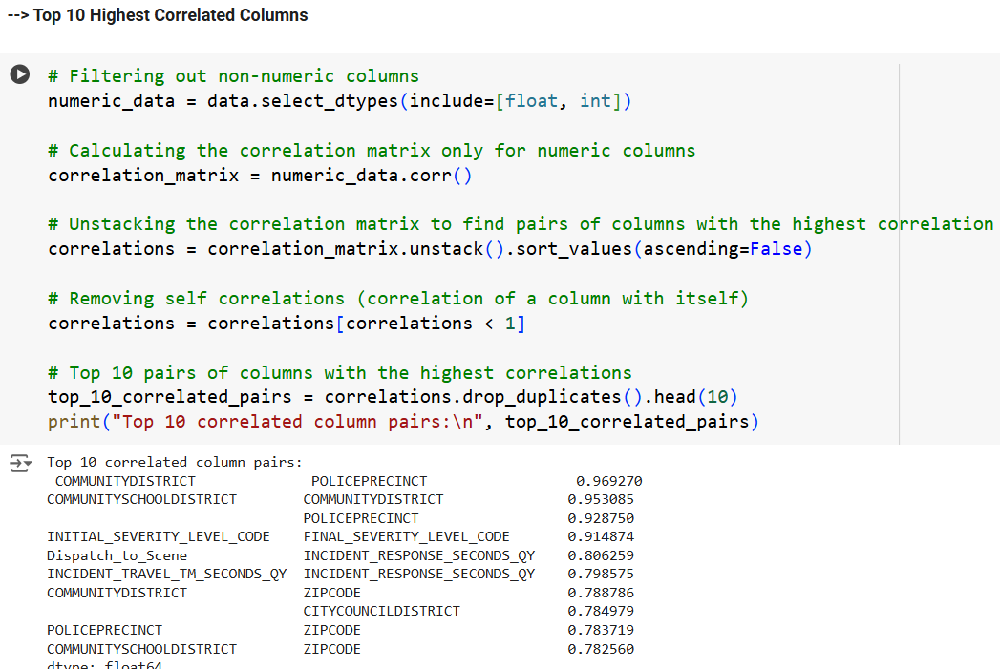 --> Top 10 Highest Correlated Columns
# Filtering out non-numeric columns
numeric_data = data.select_dtypes(include=[float, int])
# Calculating the correlation matrix only for numeric columns
correlation_matrix = numeric_data.corr()
# Unstacking the correlation matrix to find pairs of columns with the highest correlation
correlations = correlation_matrix.unstack().sort_values(ascending=False)
# Removing self correlations (correlation of a column with itself)
correlations = correlations[correlations < 1]
# Top 10 pairs of columns with the highest correlations
top_10_correlated_pairs = correlations.drop_duplicates().head(10)
print("Top 10 correlated column pairs:\n", top_10_correlated_pairs)
Top 10 correlated column pairs:
COMMUNITYDISTRICT POLICEPRECINCT 0.969270
COMMUNITYSCHOOLDISTRICT COMMUNITYDISTRICT 0.953085
POLICEPRECINCT 0.928750
INITIAL_SEVERITY_LEVEL_CODE FINAL_SEVERITY_LEVEL_CODE 0.914874
Dispatch_to_Scene INCIDENT_RESPONSE_SECONDS_QY 0.806259
INCIDENT_TRAVEL_TM_SECONDS_QY INCIDENT_RESPONSE_SECONDS_QY 0.798575
COMMUNITYDISTRICT ZIPCODE 0.788786
CITYCOUNCILDISTRICT 0.784979
POLICEPRECINCT ZIPCODE 0.783719
COMMUNITYSCHOOLDISTRICT ZIPCODE 0.782560
dtype: float64